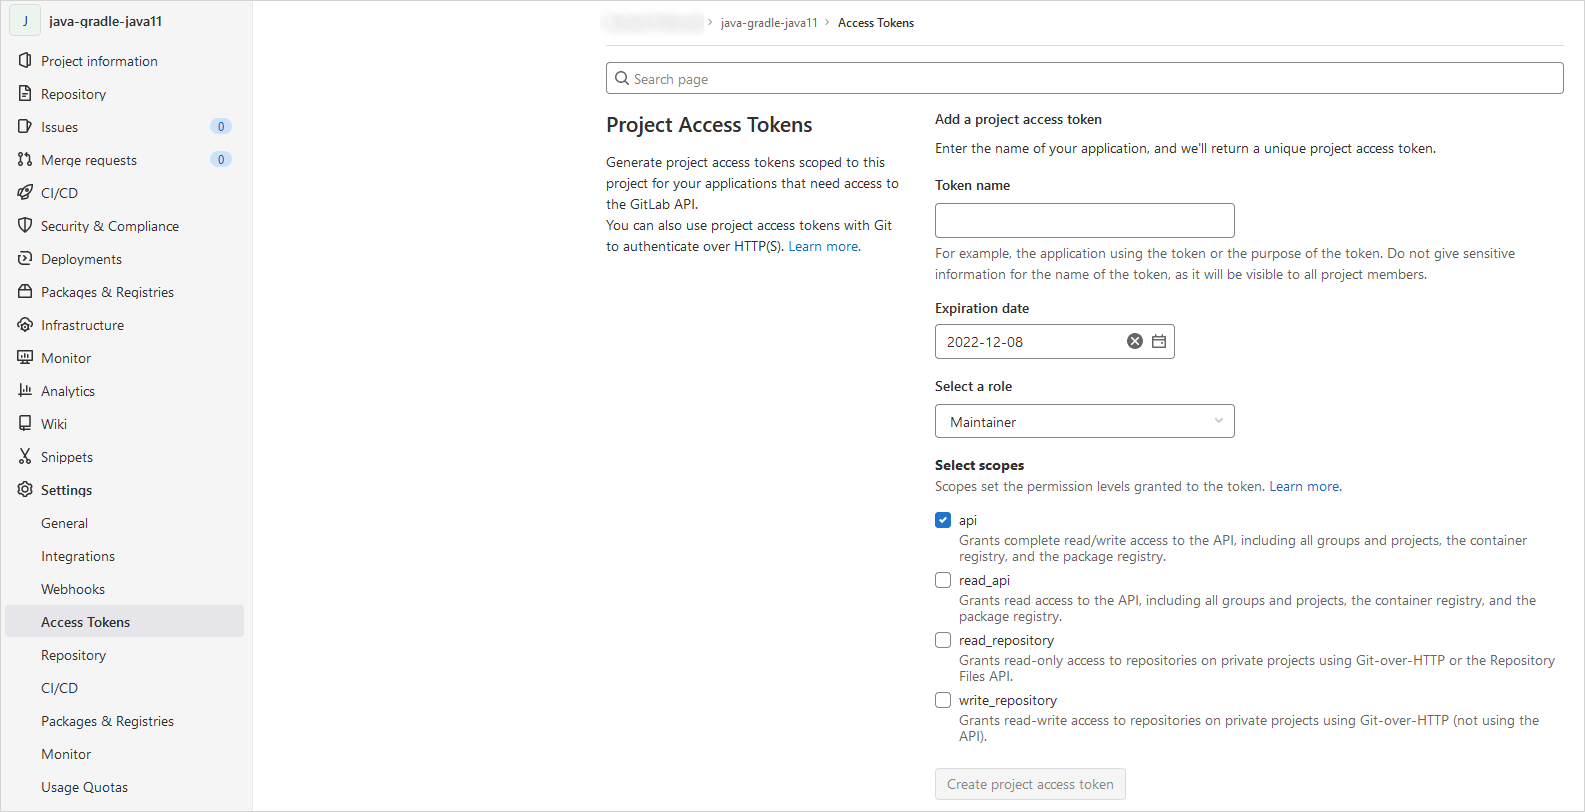 J java-gradle-java11
Project information
Repository
Issues 0
Merge requests 0
CI/CD
Security & Compliance
Deployments
Packages & Registries
Infrastructure
Monitor
Analytics
Wiki
Snippets
Settings
General
Integrations
Webhooks
Access Tokens
Repository
CI/CD
Packages & Registries
Monitor
Usage Quotas
› java-gradle-java11 › Access Tokens
Search page
Project Access Tokens
Generate project access tokens scoped to this
project for your applications that need access to
the GitLab API.
You can also use project access tokens with Git
to authenticate over HTTP(S). Learn more.
Add a project access token
Enter the name of your application, and we'll return a unique project access token.
Token name
For example, the application using the token or the purpose of the token. Do not give sensitive
information for the name of the token, as it will be visible to all project members.
Expiration date
2022-12-08
Select a role
Maintainer
Select scopes
Scopes set the permission levels granted to the token. Learn more.
api
Grants complete read/write access to the API, including all groups and projects, the container
registry, and the package registry.
read_api
Grants read access to the API, including all groups and projects, the container registry, and the
package registry.
read_repository
Grants read-only access to repositories on private projects using Git-over-HTTP or the Repository
Files API.
write_repository
Grants read-write access to repositories on private projects using Git-over-HTTP (not using the
API).
Create project access token